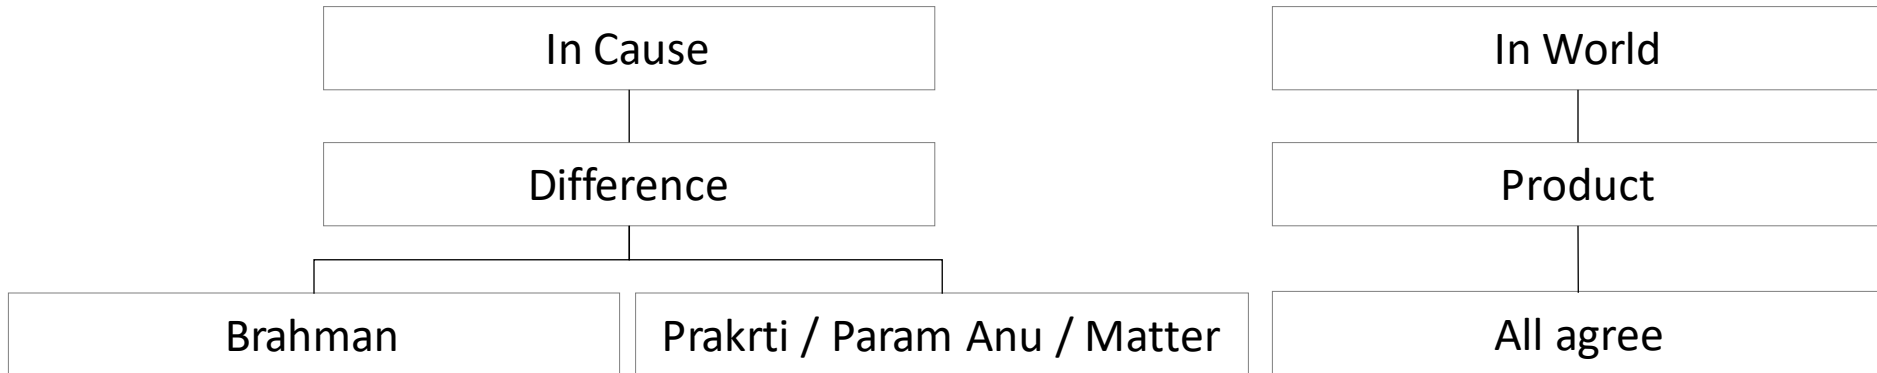 In Cause
In World
Difference
Product
Brahman
Prakrti / Param Anu / Matter
All agree